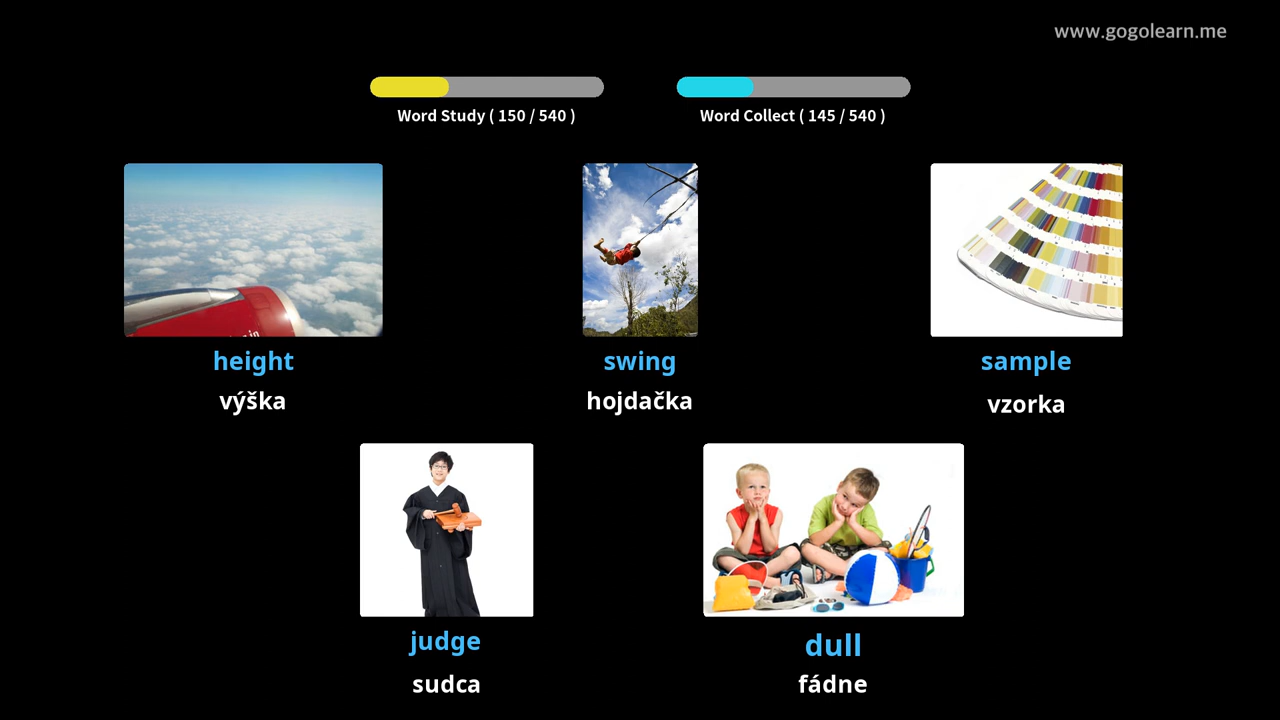 www.gogolearn.me
Word Study ( 150 / 540 )
Word Collect ( 145 / 540 )
height
swing
sample
výška
hojdačka
vzorka
judge
dull
sudca
fádne